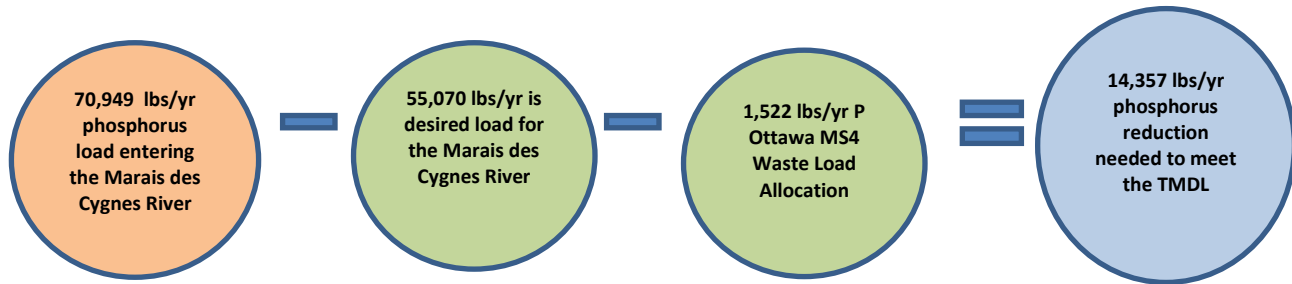 70,949 lbs/yr
phosphorus
load entering
the Marais des
Cygnes River
55,070 lbs/yr is
desired load for
the Marais des
Cygnes River
1,522 lbs/yr P
Ottawa MS4
Waste Load
Allocation
14,357 lbs/yr
phosphorus
reduction
needed to meet
the TMDL